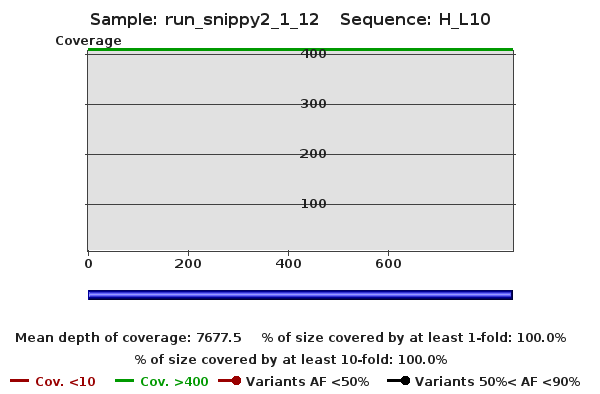 Sample: run_snippy2_1_12 Sequence: H_L10
Coverage
400
300
200
100
0 200 400 600
Mean depth of coverage: 7677.5 % of size covered by at least 1-fold: 100.0%
% of size covered by at least 10-fold: 100.0%
Cov. <10 Cov. >400 Variants AF <50% Variants 50%< AF <90%